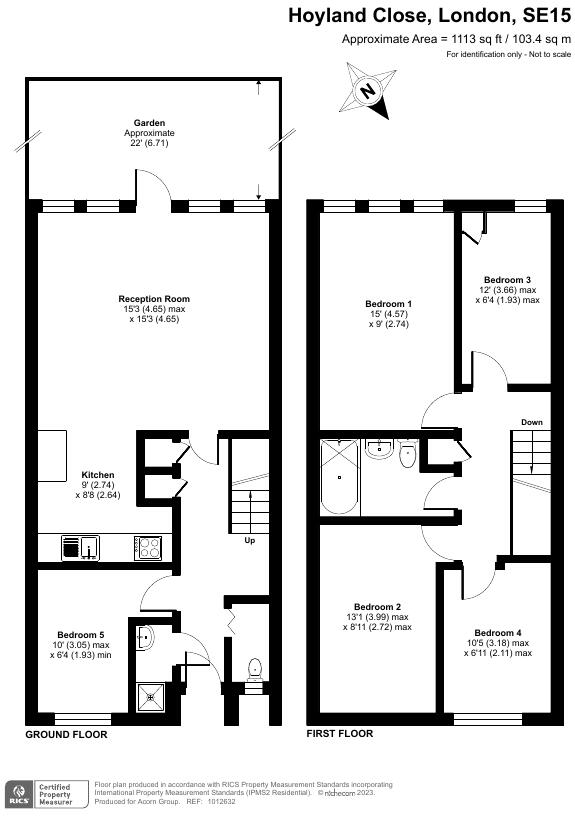 Hoyland Close, London, SE15
Approximate Area = 1113 sq ft / 103.4 sq m
For identification only - Not to scale
N
Garden
Approximate
22' (6.71)
Reception Room
15'3 (4.65) max
x 15'3 (4.65)
Kitchen
9' (2.74)
x 8'8 (2.64)
Up
Bedroom 5
10' (3.05) max
x 6'4 (1.93) min
GROUND FLOOR
Bedroom 1
15' (4.57)
x 9' (2.74)
Bedroom 3
12' (3.66) max
x 6'4 (1.93) max
Down
Bedroom 2
13'1 (3.99) max
x 8'11 (2.72) max
Bedroom 4
10'5 (3.18) max
x 6'11 (2.11) max
FIRST FLOOR
RICS
Certified
Property
Measurer
Floor plan produced in accordance with RICS Property Measurement Standards incorporating
International Property Measurement Standards (IPMS2 Residential). © nichecom 2023.
Produced for Acorn Group. REF: 1012632